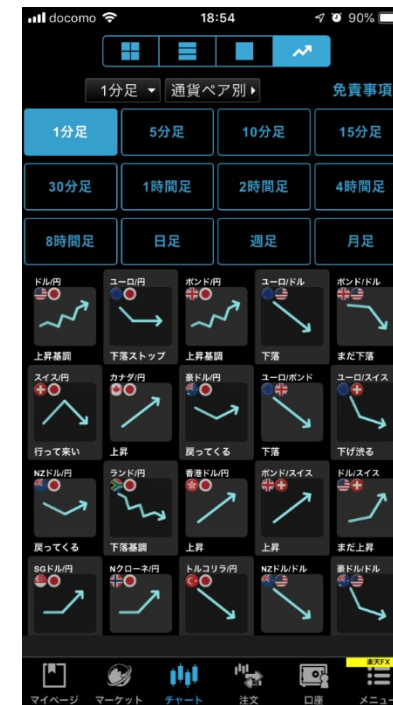 docomo 18:54 90%
1分足 通貨ペア別 免責事項
1分足 5分足 10分足 15分足
30分足 1時間足 2時間足 4時間足
8時間足 日足 週足 月足
ドル/円 ユーロ/円 ポンド/円 ユーロ/ドル ポンド/ドル
上昇基調 下落ストップ 上昇基調 下落 まだ下落
スイス/円 カナダ/円 豪ドル/円 ユーロ/ポンド ユーロ/スイス
行って来い 上昇 戻ってくる 下落 下げ渋る
NZドル/円 ランド/円 香港ドル/円 ポンド/スイス ドル/スイス
戻ってくる 下落基調 上昇 上昇 まだ上昇
SGドル/円 Nクローネ/円 トルコリラ/円 NZドル/ドル 豪ドル/ドル
楽天FX
マイページ マーケット チャート 注文 口座 メニュー